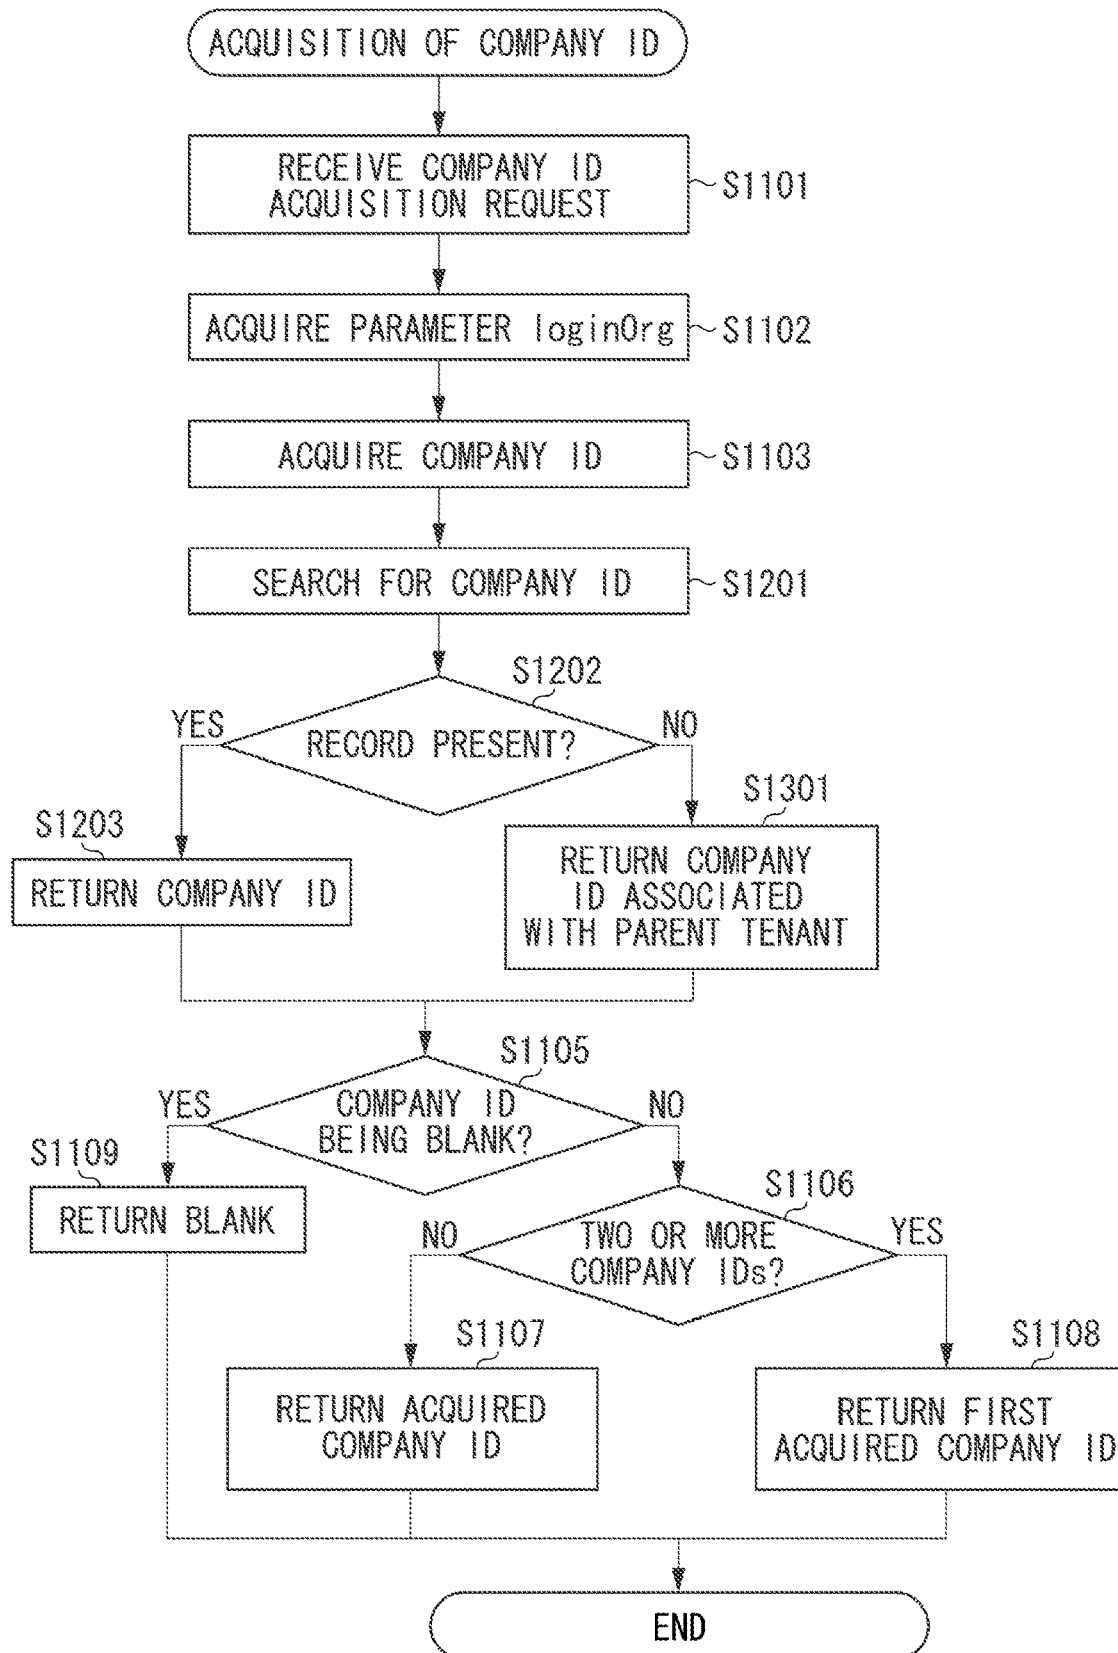 ACQUISITION OF COMPANY ID
RECEIVE COMPANY ID
ACQUISITION REQUEST
S1101
ACQUIRE PARAMETER loginOrg
S1102
ACQUIRE COMPANY ID
S1103
SEARCH FOR COMPANY ID
S1201
S1202
YES
RECORD PRESENT?
NO
S1203
RETURN COMPANY ID
S1301
RETURN COMPANY
ID ASSOCIATED
WITH PARENT TENANT
S1105
YES
COMPANY ID
BEING BLANK?
NO
S1109
RETURN BLANK
S1106
NO
TWO OR MORE
COMPANY IDs?
YES
S1107
RETURN ACQUIRED
COMPANY ID
S1108
RETURN FIRST
ACQUIRED COMPANY ID
END